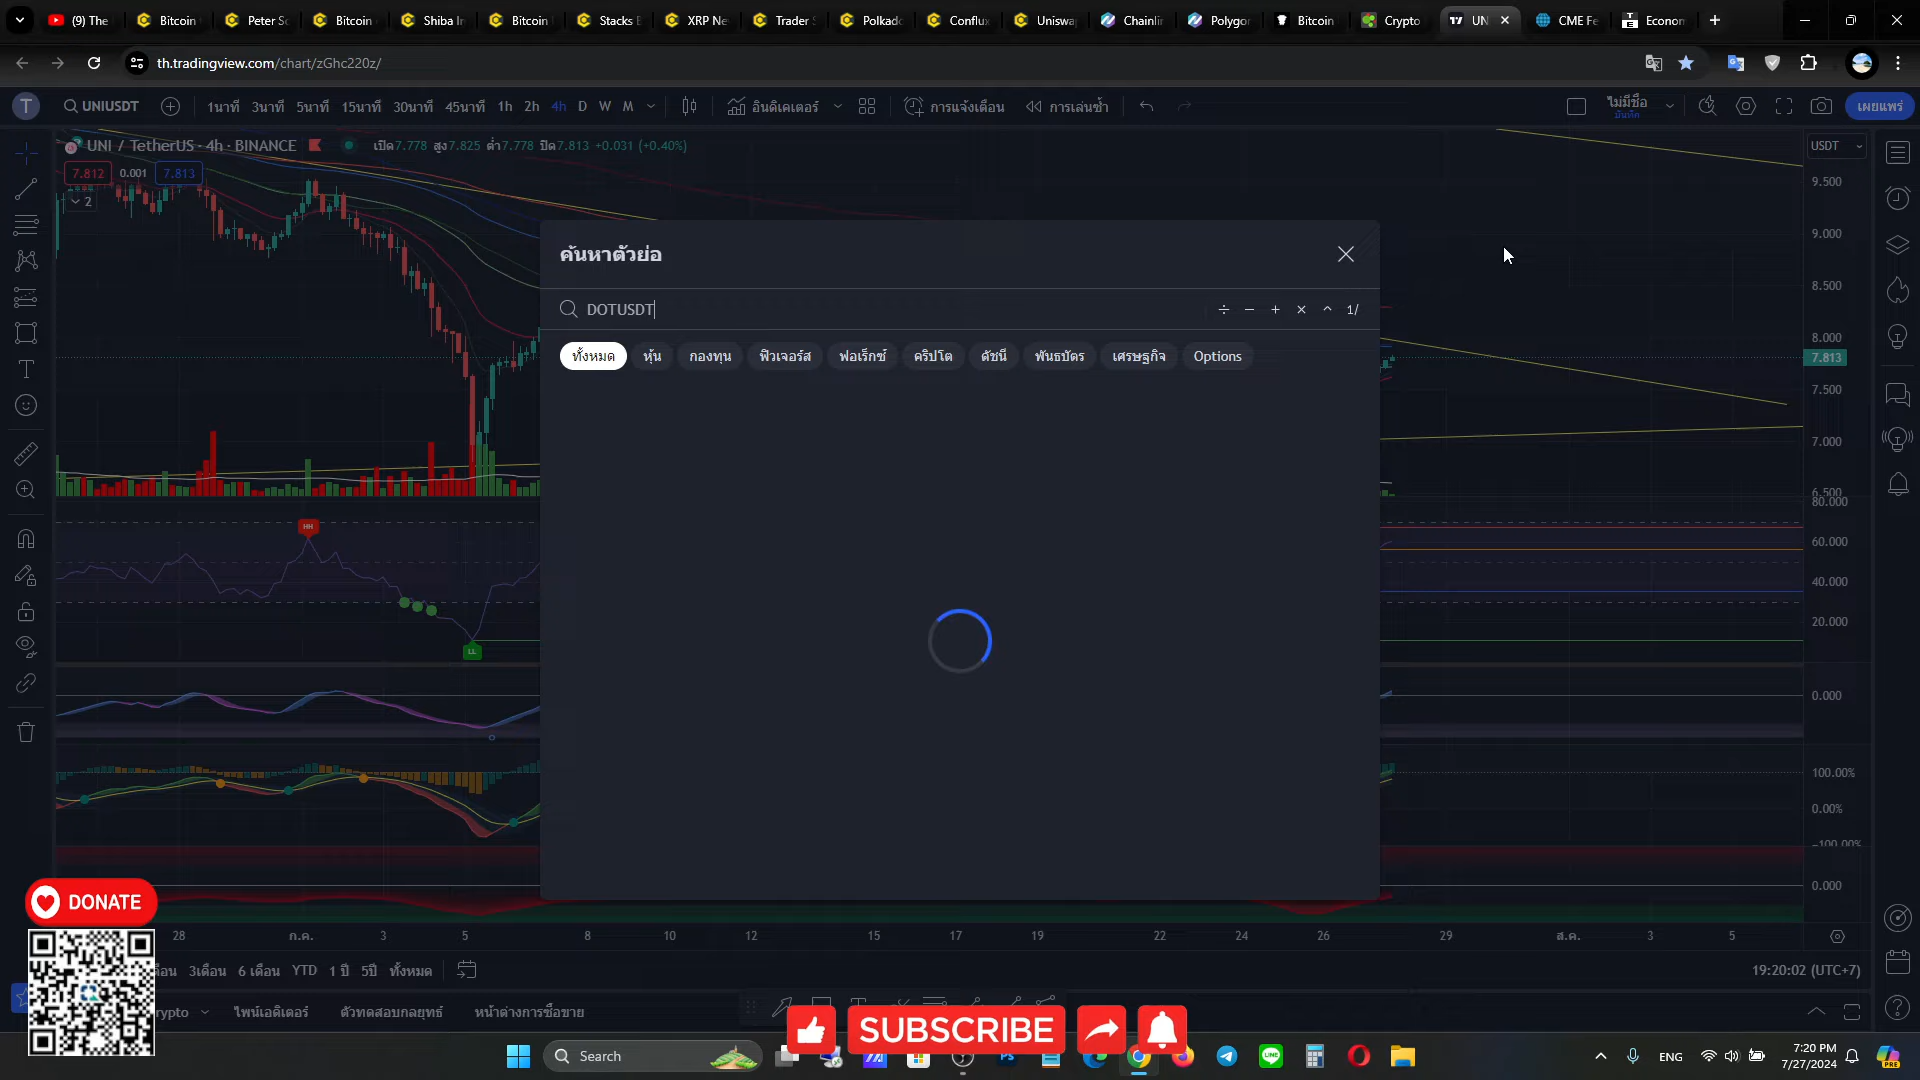 (9) The
Bitcoin
Peter Sc
Bitcoin
Shiba In
Bitcoin
Stacks B
XRP New
Trader S
Polkado
Conflux
Uniswa
Chainlin
Polygon
Bitcoin
Crypto
UN
CME Fe
Econom
th.tradingview.com/chart/zGhc220z/
T
UNIUSDT
1นาที
3นาที
5นาที
15นาที
30นาที
45นาที
1h
2h
4h
D
W
M
อินดิเคเตอร์
การแจ้งเตือน
การเล่นซ้ำ
ไม่มีชื่อ
บันทึก
เผยแพร่
UNI / TetherUS · 4h · BINANCE
เปิด7.778 สูง7.825 ต่ำ7.778 ปิด7.813 +0.031 (+0.40%)
USDT
7.812
0.001
7.813
2
9.500
9.000
8.500
8.000
7.813
7.500
7.000
6.500
80.000
60.000
40.000
20.000
0.000
100.00%
0.00%
−100.00%
0.000
ค้นหาตัวย่อ
DOTUSDT
1/
ทั้งหมด
หุ้น
กองทุน
ฟิวเจอร์ส
ฟอเร็กซ์
คริปโต
ดัชนี
พันธบัตร
เศรษฐกิจ
Options
HH
LL
DONATE
28
ก.ค.
3
5
8
10
12
15
17
19
22
24
26
29
ส.ค.
3
5
3เดือน
6 เดือน
YTD
1 ปี
5ปี
ทั้งหมด
19:20:02 (UTC+7)
ไพน์เอดิเตอร์
ตัวทดสอบกลยุทธ์
หน้าต่างการซื้อขาย
SUBSCRIBE
Search
ENG
7:20 PM
7/27/2024